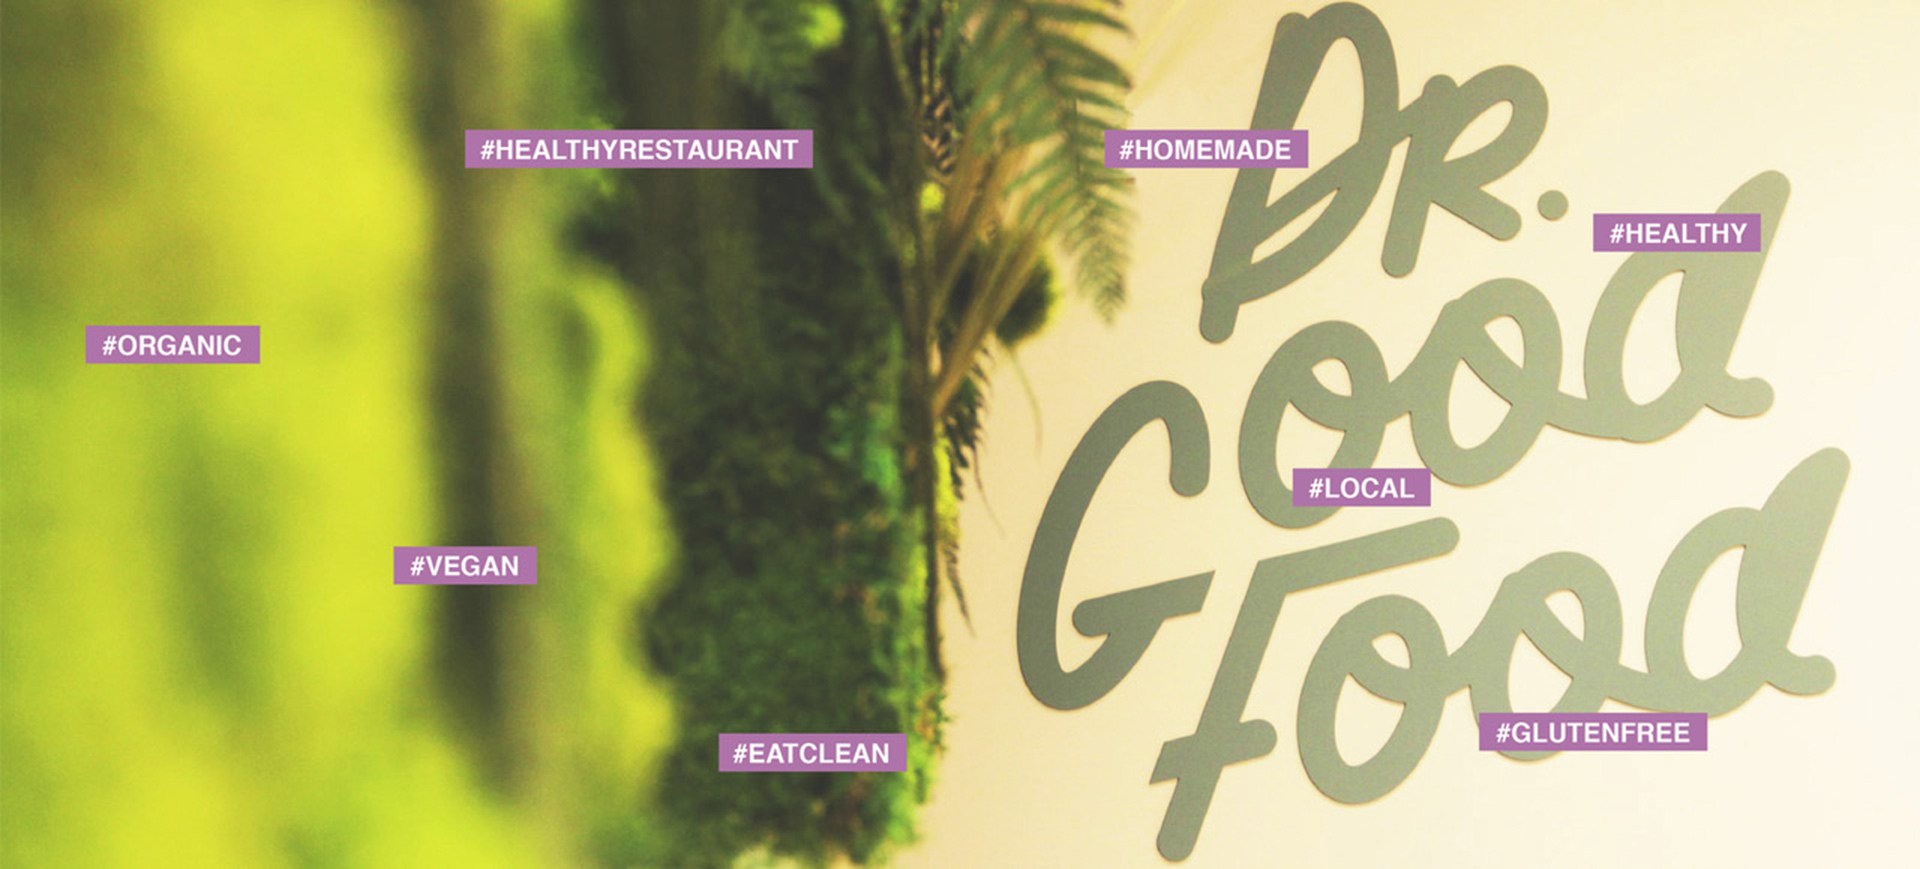 #HEALTHYRESTAURANT
#HOMEMADE
#HEALTHY
#ORGANIC
#LOCAL
#VEGAN
#EATCLEAN
#GLUTENFREE
DR.
Good
Food